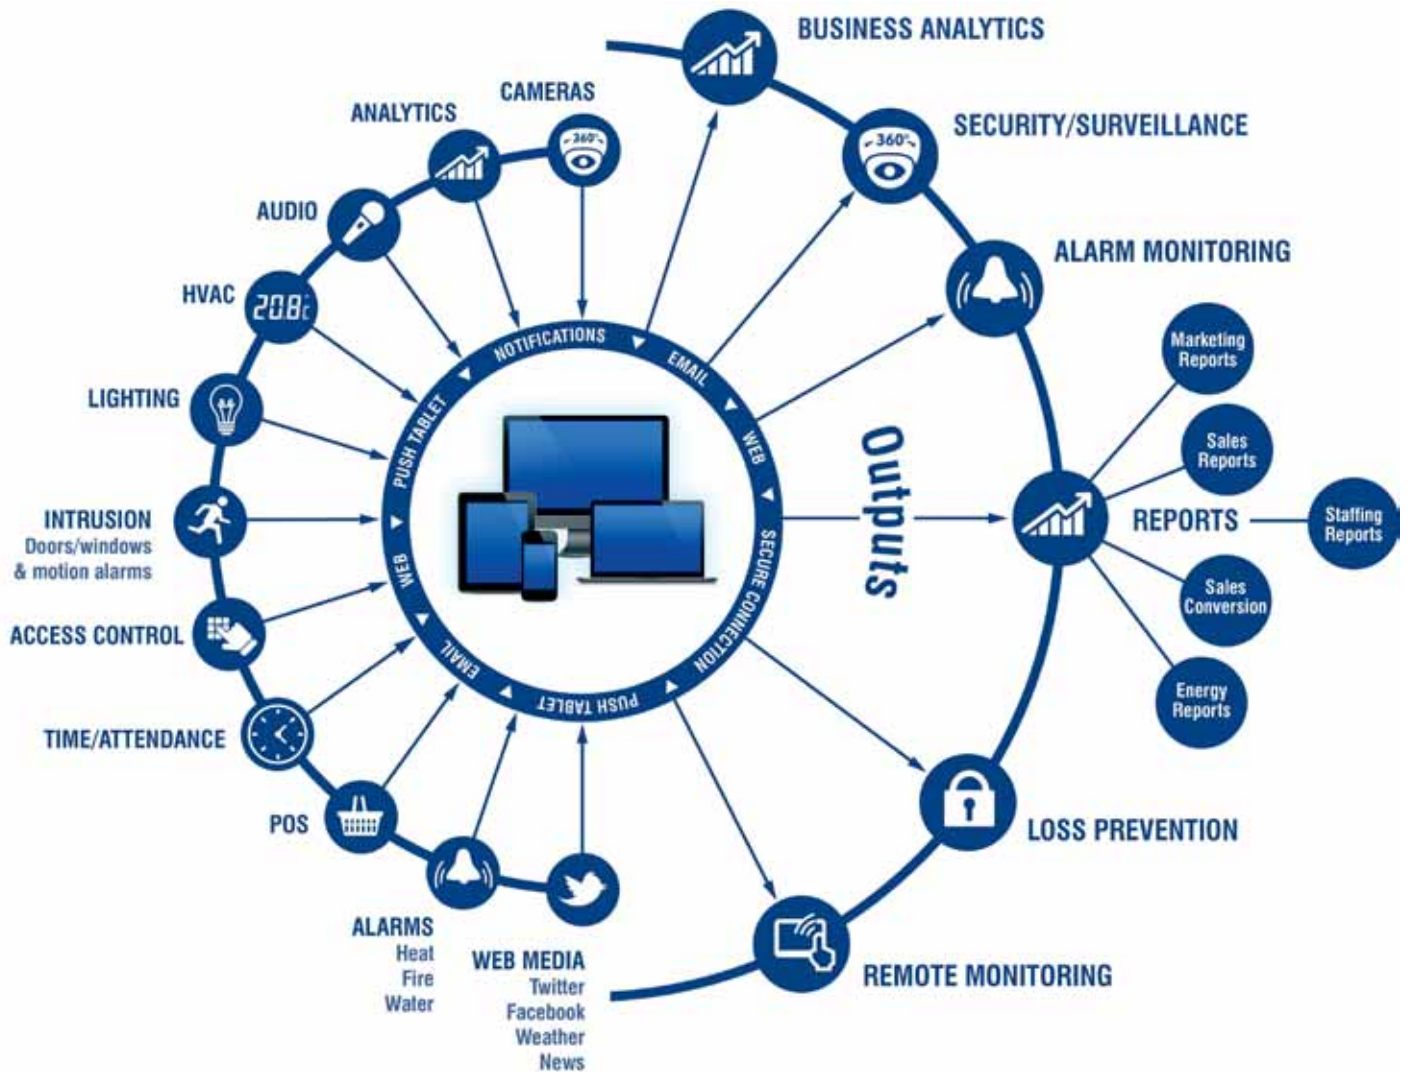 BUSINESS ANALYTICS
CAMERAS
360°
ANALYTICS
SECURITY/SURVEILLANCE
360°
AUDIO
ALARM MONITORING
HVAC
20.8°C
LIGHTING
INTRUSION
Doors/windows
& motion alarms
ACCESS CONTROL
TIME/ATTENDANCE
POS
ALARMS
Heat
Fire
Water
WEB MEDIA
Twitter
Facebook
Weather
News
NOTIFICATIONS
EMAIL
WEB
SECURE CONNECTION
PUSH TABLET
EMAIL
WEB
PUSH TABLET
Outputs
Marketing
Reports
Sales
Reports
REPORTS
Staffing
Reports
Sales
Conversion
Energy
Reports
LOSS PREVENTION
REMOTE MONITORING